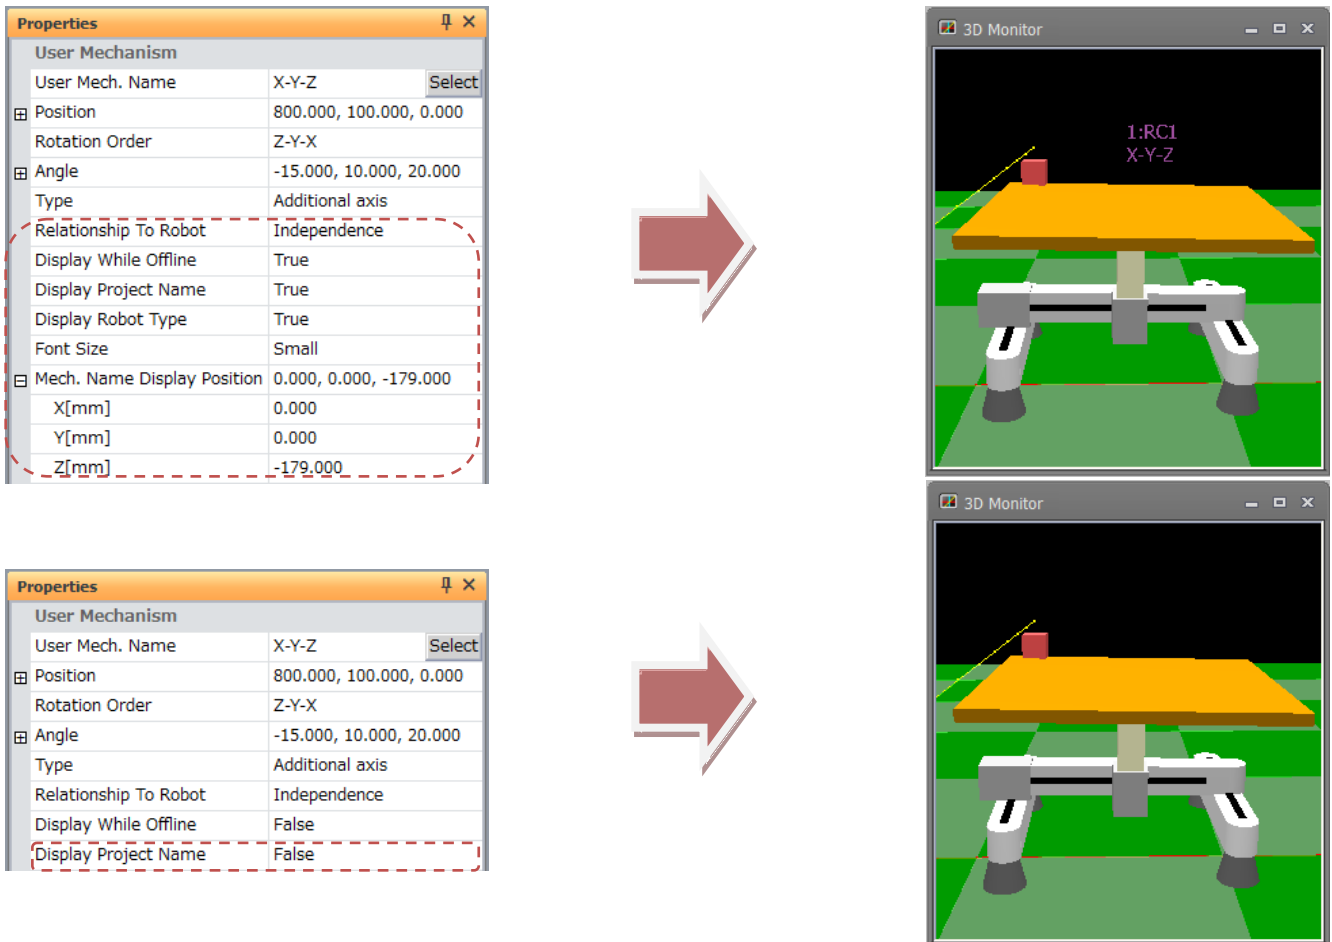 Properties
User Mechanism
User Mech. Name X-Y-Z Select
Position 800.000, 100.000, 0.000
Rotation Order Z-Y-X
Angle -15.000, 10.000, 20.000
Type Additional axis
Relationship To Robot Independence
Display While Offline True
Display Project Name True
Display Robot Type True
Font Size Small
Mech. Name Display Position 0.000, 0.000, -179.000
X[mm] 0.000
Y[mm] 0.000
Z[mm] -179.000
3D Monitor
1:RC1
X-Y-Z
Properties
User Mechanism
User Mech. Name X-Y-Z Select
Position 800.000, 100.000, 0.000
Rotation Order Z-Y-X
Angle -15.000, 10.000, 20.000
Type Additional axis
Relationship To Robot Independence
Display While Offline False
Display Project Name False
3D Monitor